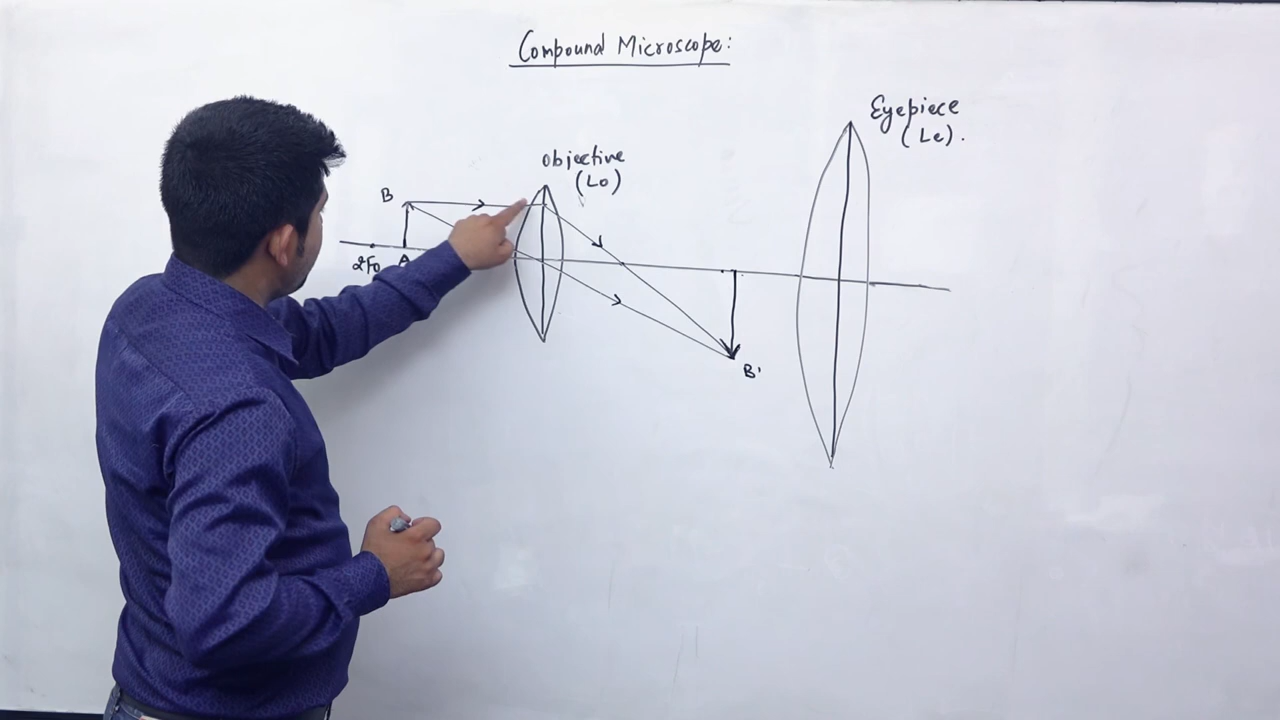 Compound Microscope:
Eyepiece
(Le).
Objective
(Lo)
B
2Fo A
B'